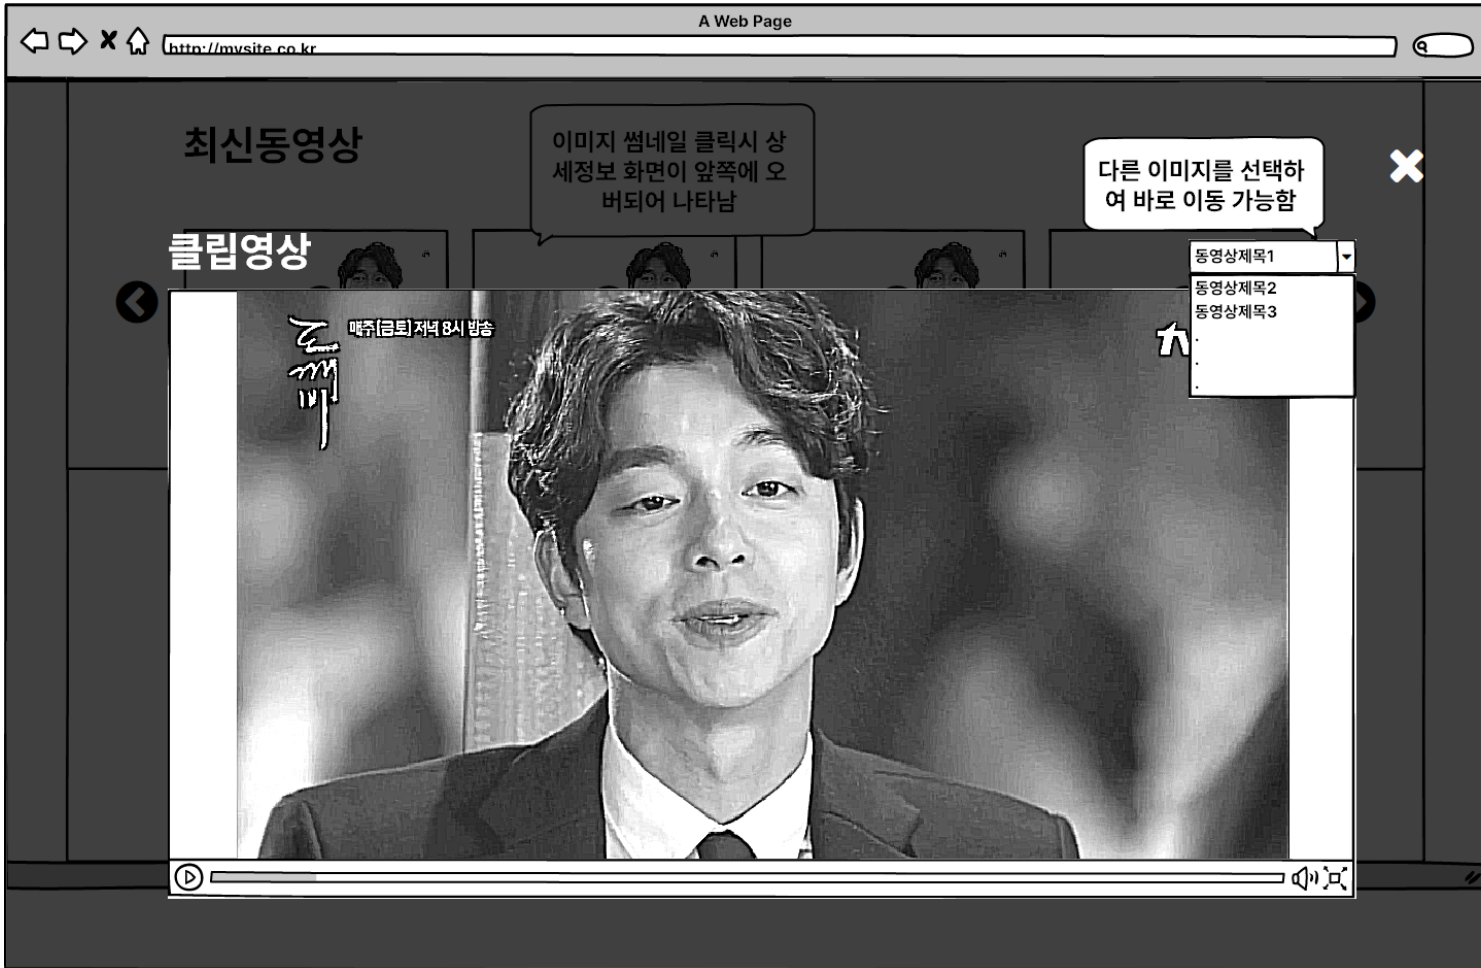 A Web Page
http://mysite.co.kr
최신동영상
이미지 썸네일 클릭시 상
세정보 화면이 앞쪽에 오
버되어 나타남
다른 이미지를 선택하
여 바로 이동 가능함
클립영상
동영상제목1
동영상제목2
동영상제목3
.
.
.
도깨비
매주[금토] 저녁 8시 방송